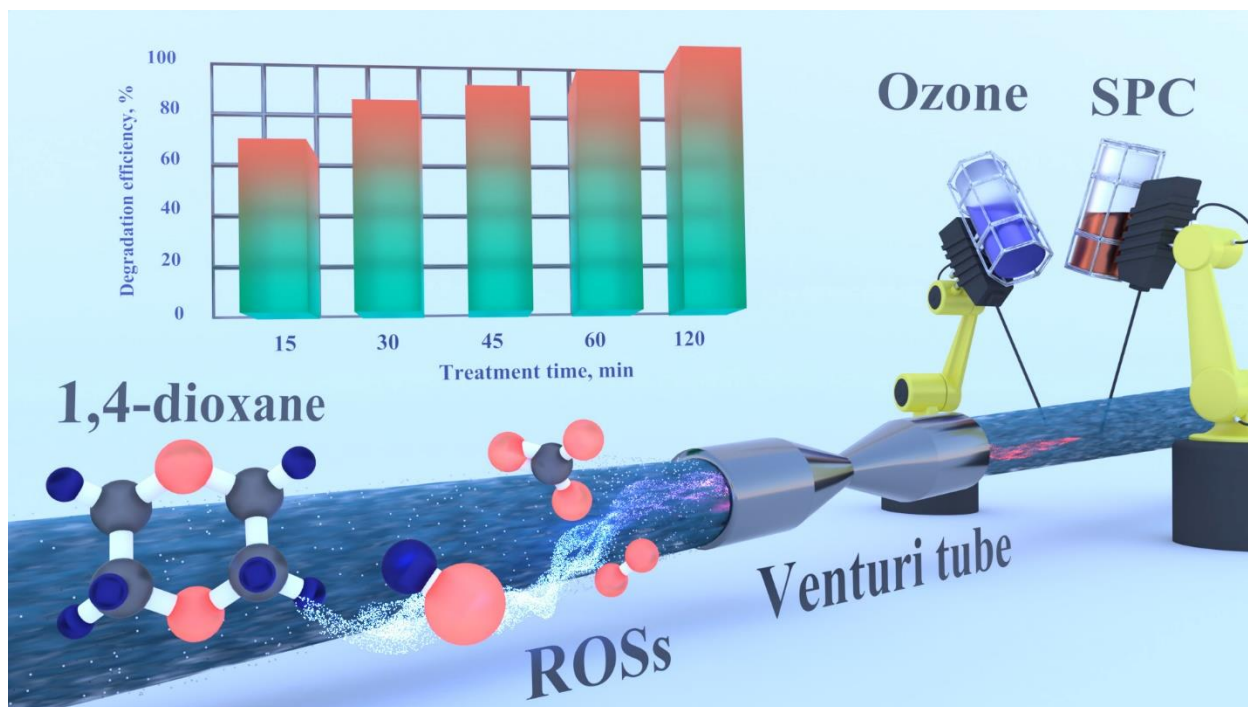 100
80
60
40
20
0
Degradation efficiency, %
15 30 45 60 120
Treatment time, min
Ozone
SPC
1,4-dioxane
Venturi tube
ROSs